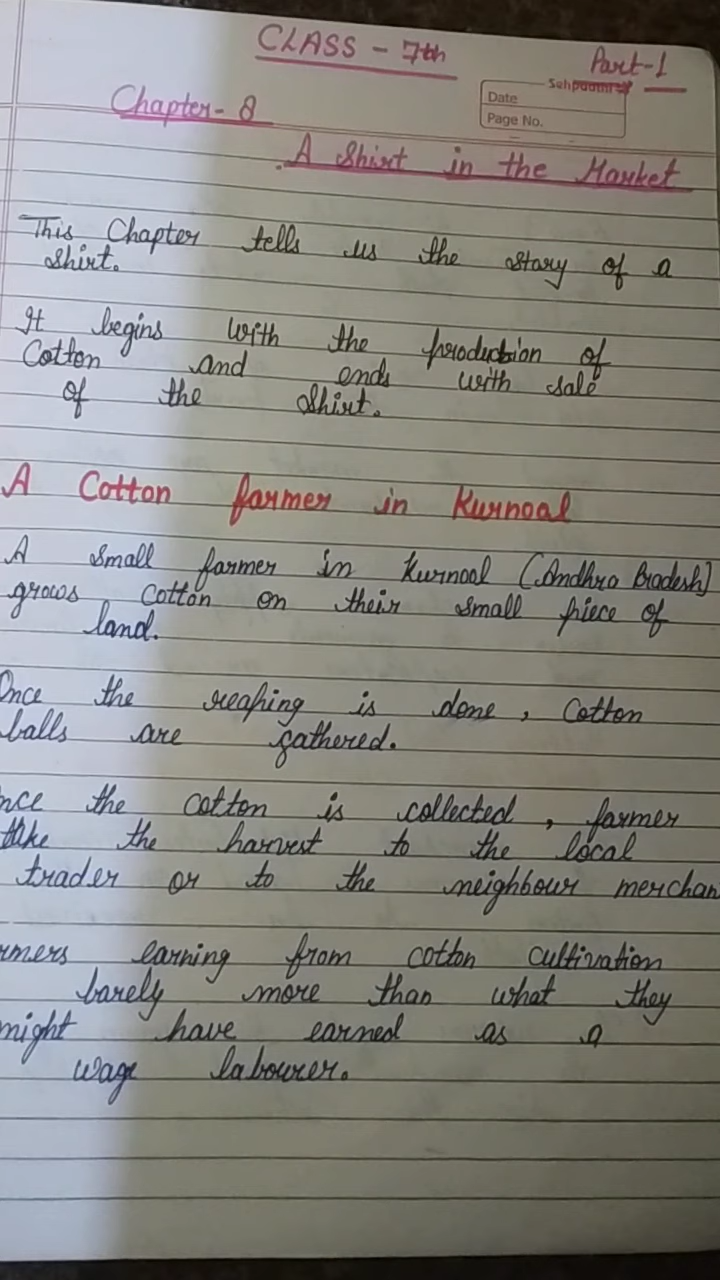 CLASS - 7th
Part-1
Date
Page No.
Chapter- 8
A Shirt in the Market
This Chapter tells us the story of a
shirt.
It begins with the production of
Cotton and ends with sale
of the Shirt.
A Cotton farmer in Kurnoal
A small farmer in Kurnool (Andhra Pradesh)
grows cotton on their small piece of
land.
Once the reaping is done, Cotton
balls are gathered.
nce the cotton is collected, farmer
take the harvest to the local
trader or to the neighbour merchan
rmers earning from cotton cultivation
barely more than what they
might have earned as a
wage labourer.